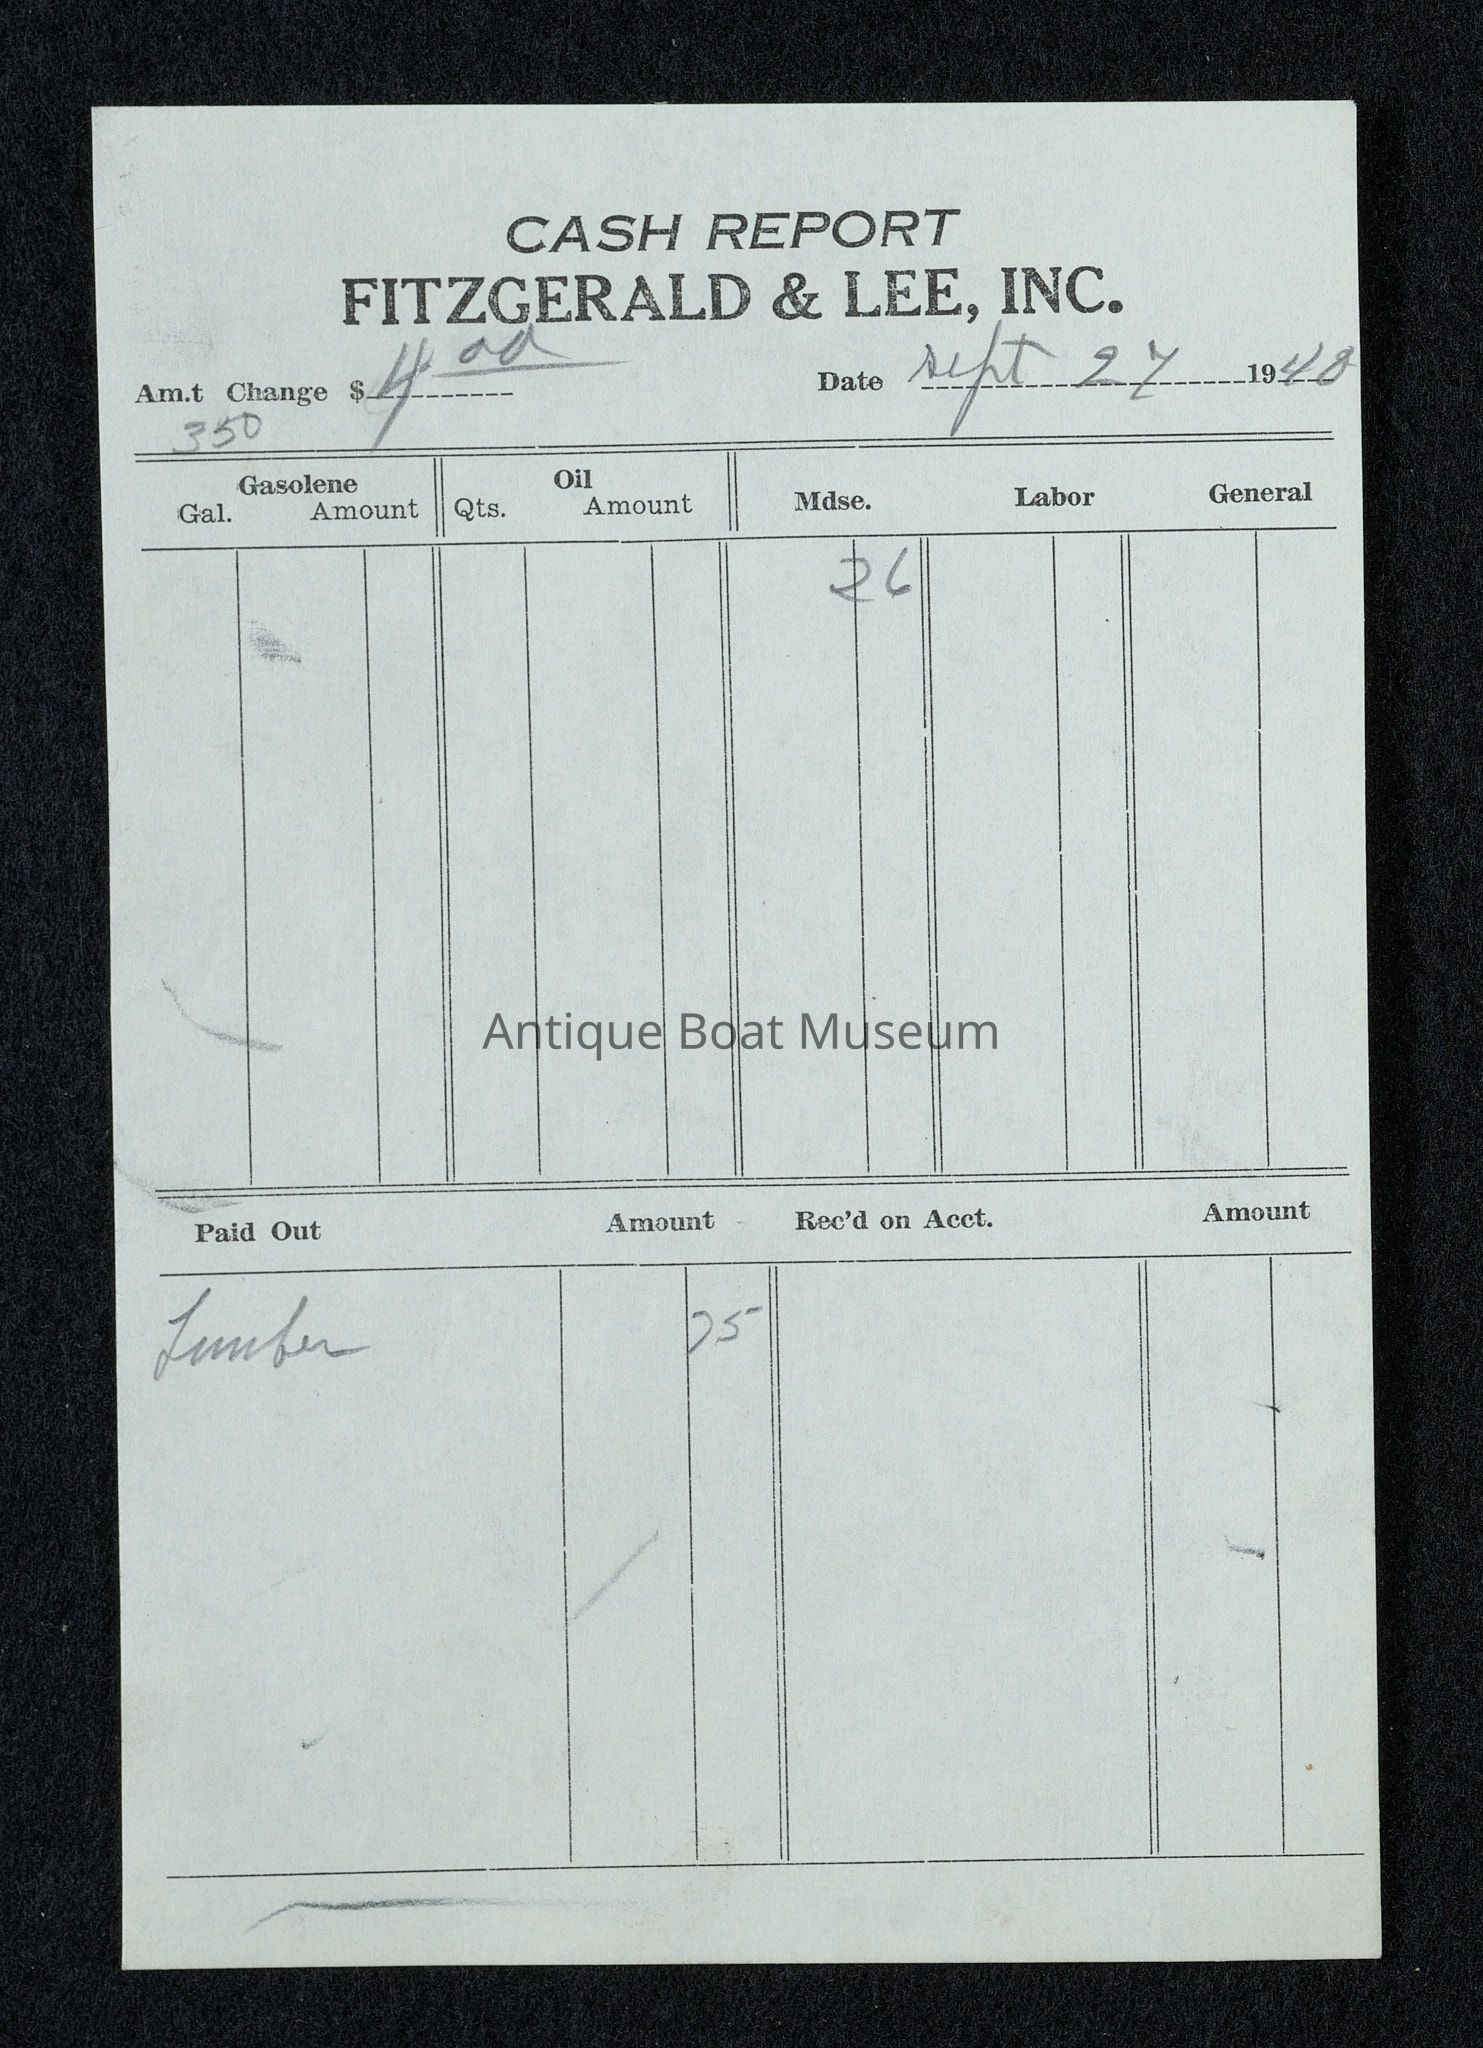 CASH REPORT
FITZGERALD & LEE, INC.
Am.t Change $ 4 00
Date Sept 27 1940
350
Gasolene Oil Mdse. Labor General
Gal. Amount Qts. Amount
26
Antique Boat Museum
Paid Out Amount Rec'd on Acct. Amount
Lumber 75